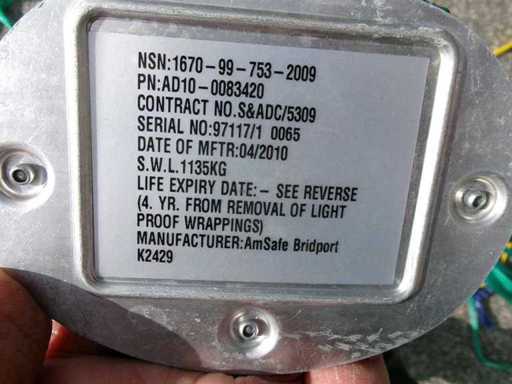 NSN:1670-99-753-2009
PN:AD10-0083420
CONTRACT NO.S&ADC/5309
SERIAL NO:97117/1 0065
DATE OF MFTR:04/2010
S.W.L.1135KG
LIFE EXPIRY DATE:- SEE REVERSE
(4. YR. FROM REMOVAL OF LIGHT
PROOF WRAPPINGS)
MANUFACTURER:AmSafe Bridport
K2429